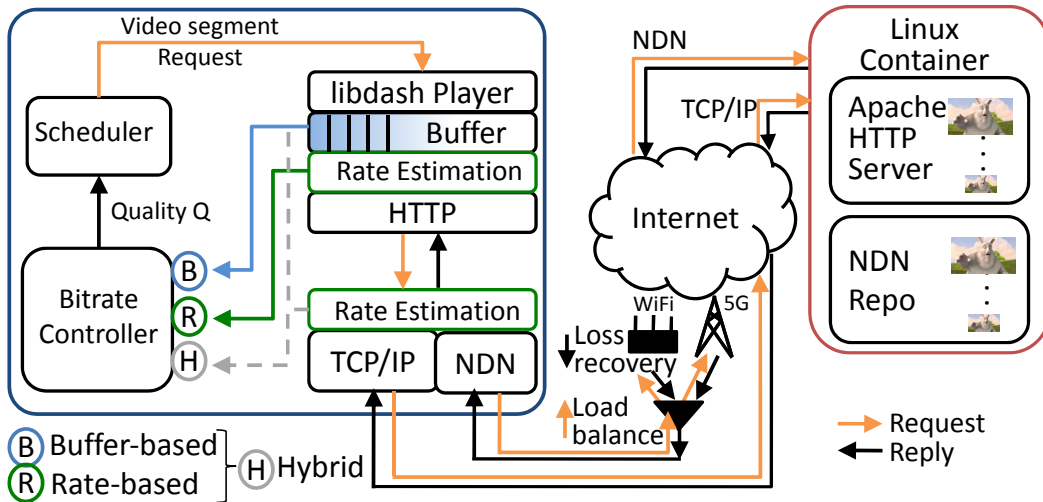 Video segment
Request
libdash Player
Scheduler
Buffer
Rate Estimation
HTTP
Quality Q
B
R
H
Bitrate
Controller
Rate Estimation
TCP/IP
NDN
B Buffer-based
R Rate-based
H Hybrid
NDN
TCP/IP
Internet
WiFi
5G
Loss
recovery
Load
balance
Linux
Container
Apache
HTTP
Server
NDN
Repo
Request
Reply